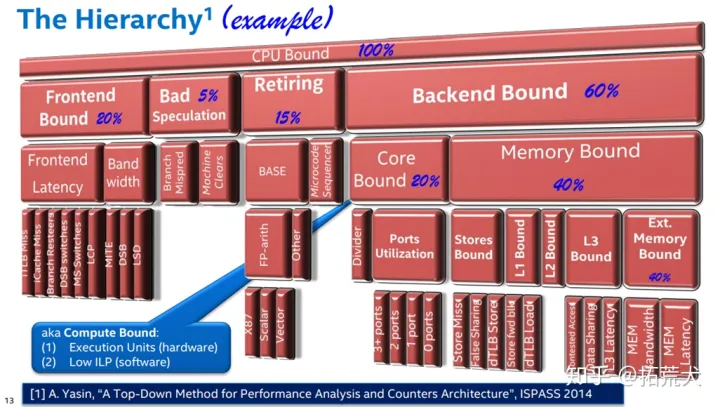 The Hierarchy¹ (example)
CPU Bound 100%
Frontend
Bound 20%
Bad 5%
Speculation
Retiring
15%
Backend Bound 60%
Frontend
Latency
Band
width
Branch
Mispred
Machine
Clears
BASE
Microcode
Sequencer
Core
Bound 20%
Memory Bound
40%
ITLB Miss
iCache Miss
Branch Resteers
DSB switches
MS Switches
LCP
MITE
DSB
LSD
FP-arith
Other
Divider
Ports
Utilization
Stores
Bound
L1 Bound
L2 Bound
L3
Bound
Ext.
Memory
Bound
40%
X87
Scalar
Vector
3+ ports
2 ports
1 port
0 ports
Store Miss
False Sharing
dTLB Store
Store fwd blk
dTLB Load
Contested Access
Data Sharing
L3 Latency
MEM
Bandwidth
MEM
Latency
aka Compute Bound:
(1) Execution Units (hardware)
(2) Low ILP (software)
知乎 @拓荒犬
13
[1] A. Yasin, “A Top-Down Method for Performance Analysis and Counters Architecture”, ISPASS 2014